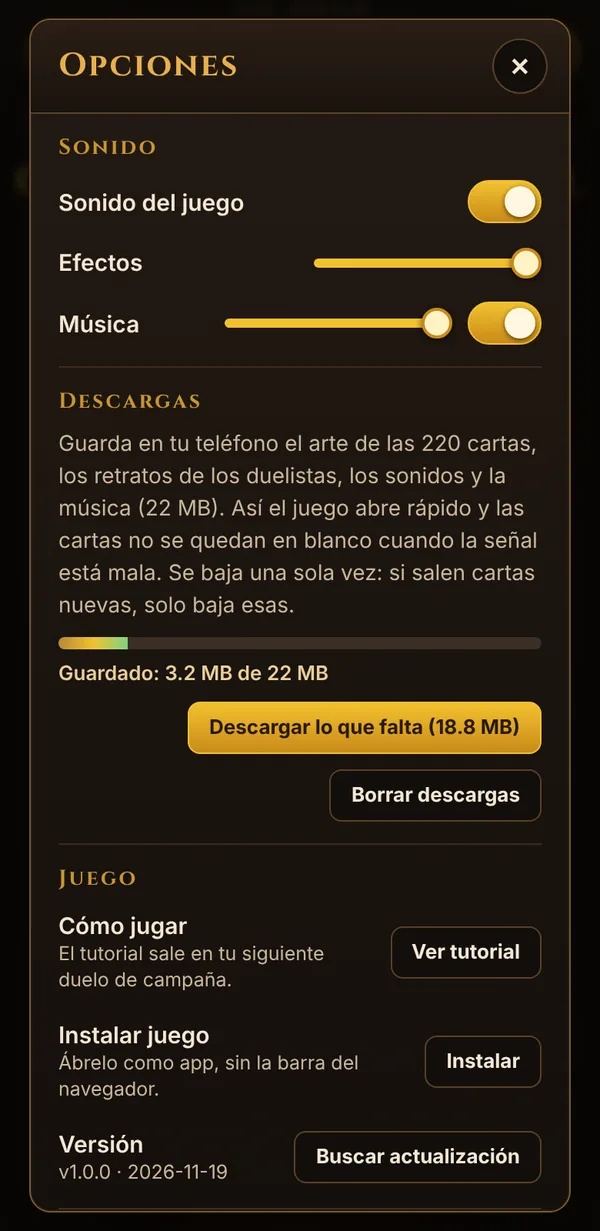 Opciones
Sonido
Sonido del juego
Efectos
Música
Descargas
Guarda en tu teléfono el arte de las 220 cartas,
los retratos de los duelistas, los sonidos y la
música (22 MB). Así el juego abre rápido y las
cartas no se quedan en blanco cuando la señal
está mala. Se baja una sola vez: si salen cartas
nuevas, solo baja esas.
Guardado: 3.2 MB de 22 MB
Descargar lo que falta (18.8 MB)
Borrar descargas
Juego
Cómo jugar
El tutorial sale en tu siguiente
duelo de campaña.
Ver tutorial
Instalar juego
Ábrelo como app, sin la barra del
navegador.
Instalar
Versión
v1.0.0 · 2026-11-19
Buscar actualización